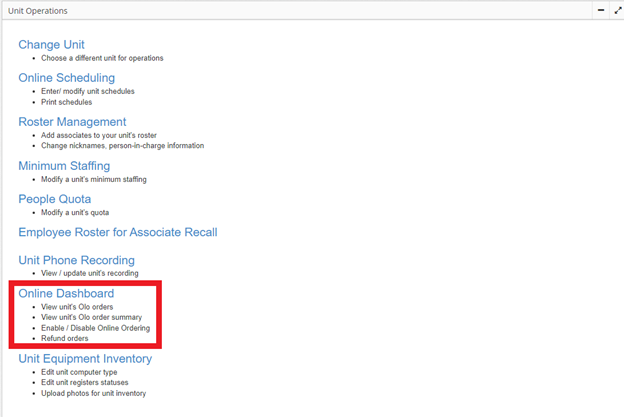 Unit Operations
Change Unit
• Choose a different unit for operations
Online Scheduling
• Enter/ modify unit schedules
• Print schedules
Roster Management
• Add associates to your unit's roster
• Change nicknames, person-in-charge information
Minimum Staffing
• Modify a unit's minimum staffing
People Quota
• Modify a unit's quota
Employee Roster for Associate Recall
Unit Phone Recording
• View / update unit's recording
Online Dashboard
• View unit's Olo orders
• View unit's Olo order summary
• Enable / Disable Online Ordering
• Refund orders
Unit Equipment Inventory
• Edit unit computer type
• Edit unit registers statuses
• Upload photos for unit inventory